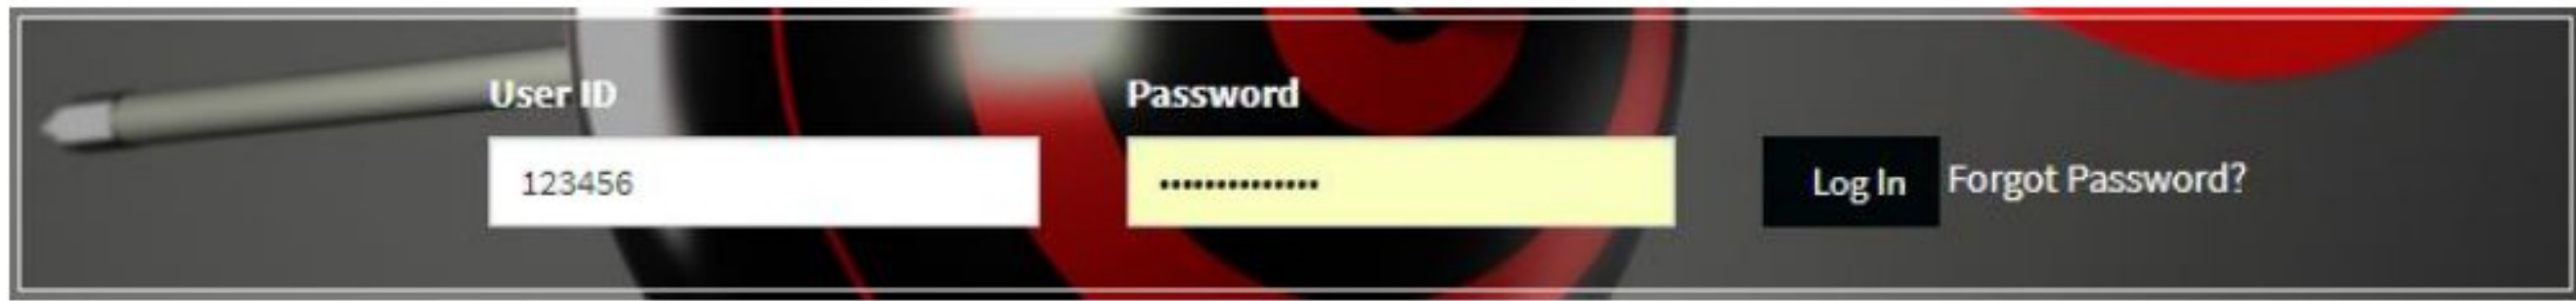 User ID
Password
123456
••••••••••••••
Log In
Forgot Password?